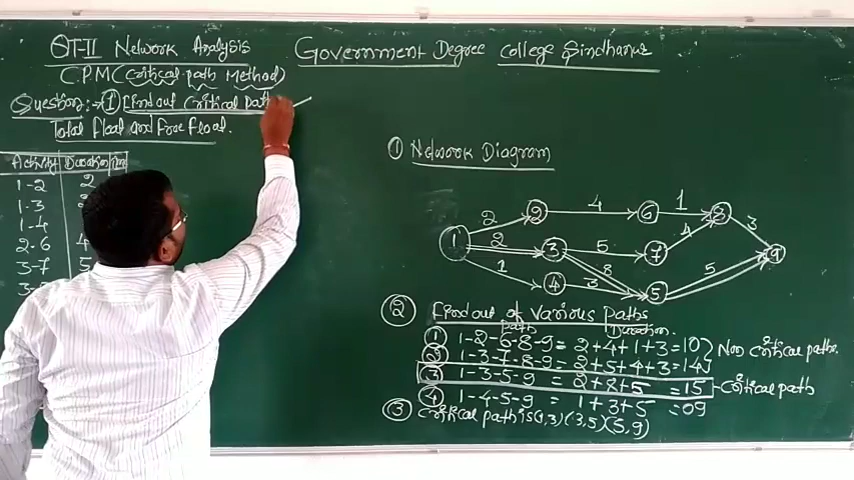 QT-II Network Analysis
Government Degree College Sindhanur
C.P.M (Critical path Method)
Question:- ① Find out Critical Path
Total float and Free float.
Activity Duration
1-2 2
1-3
1-4
2-6 4
3-7 5
① Network Diagram
1 2 3 4 5 6 7 8 9
2 4 1 3
2 5 4
8 5
1 3
② Find out of Various Paths
path Duration.
① 1-2-6-8-9 = 2+4+1+3 = 10
② 1-3-7-8-9 = 2+5+4+3 = 14
Non critical paths.
③ 1-3-5-9 = 2+8+5 = 15 - Critical path
④ 1-4-5-9 = 1+3+5 = 09
③ Critical path is (1,3) (3,5) (5,9)